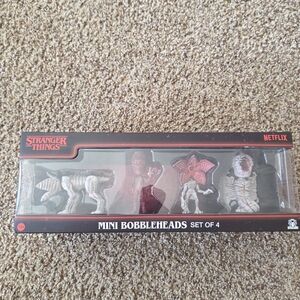 STRANGER
THINGS
NETFLIX
MINI BOBBLEHEADS SET OF 4